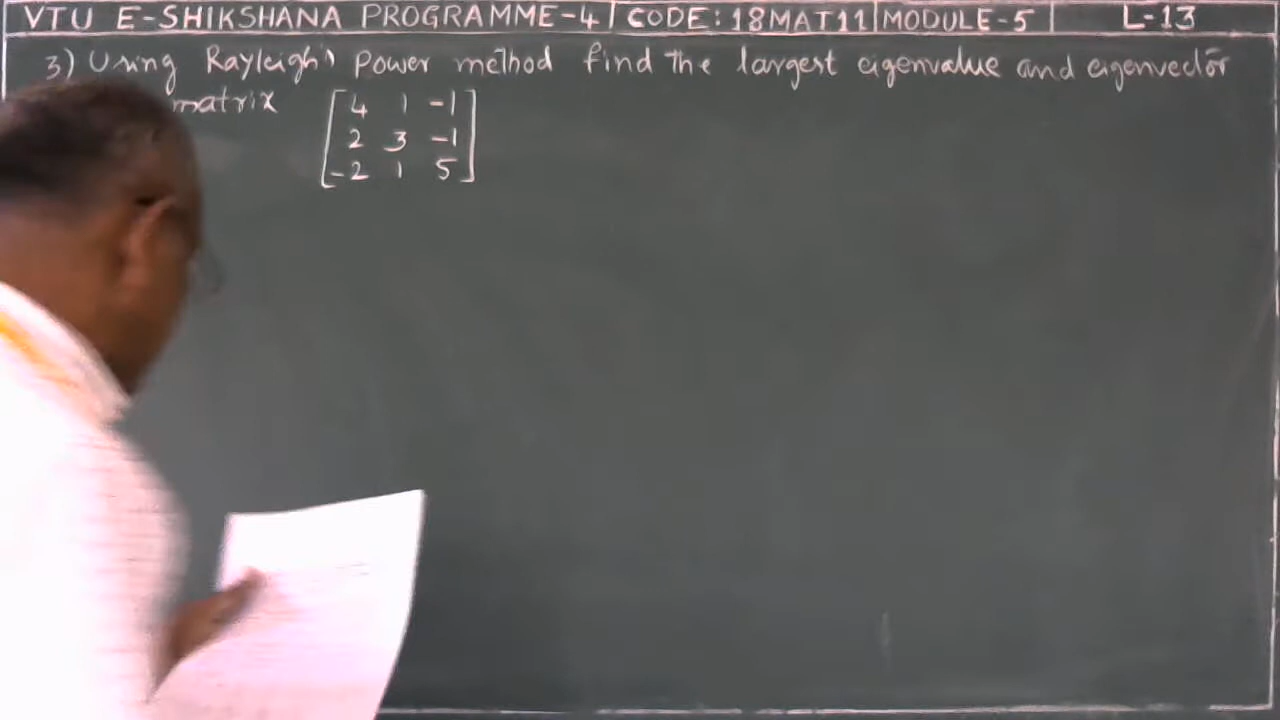 VTU E-SHIKSHANA PROGRAMME-4 | CODE: 18MAT11 | MODULE-5 | L-13
3) Using Rayleigh's Power method find the largest eigenvalue and eigenvector
matrix [4 1 -1
2 3 -1
-2 1 5]